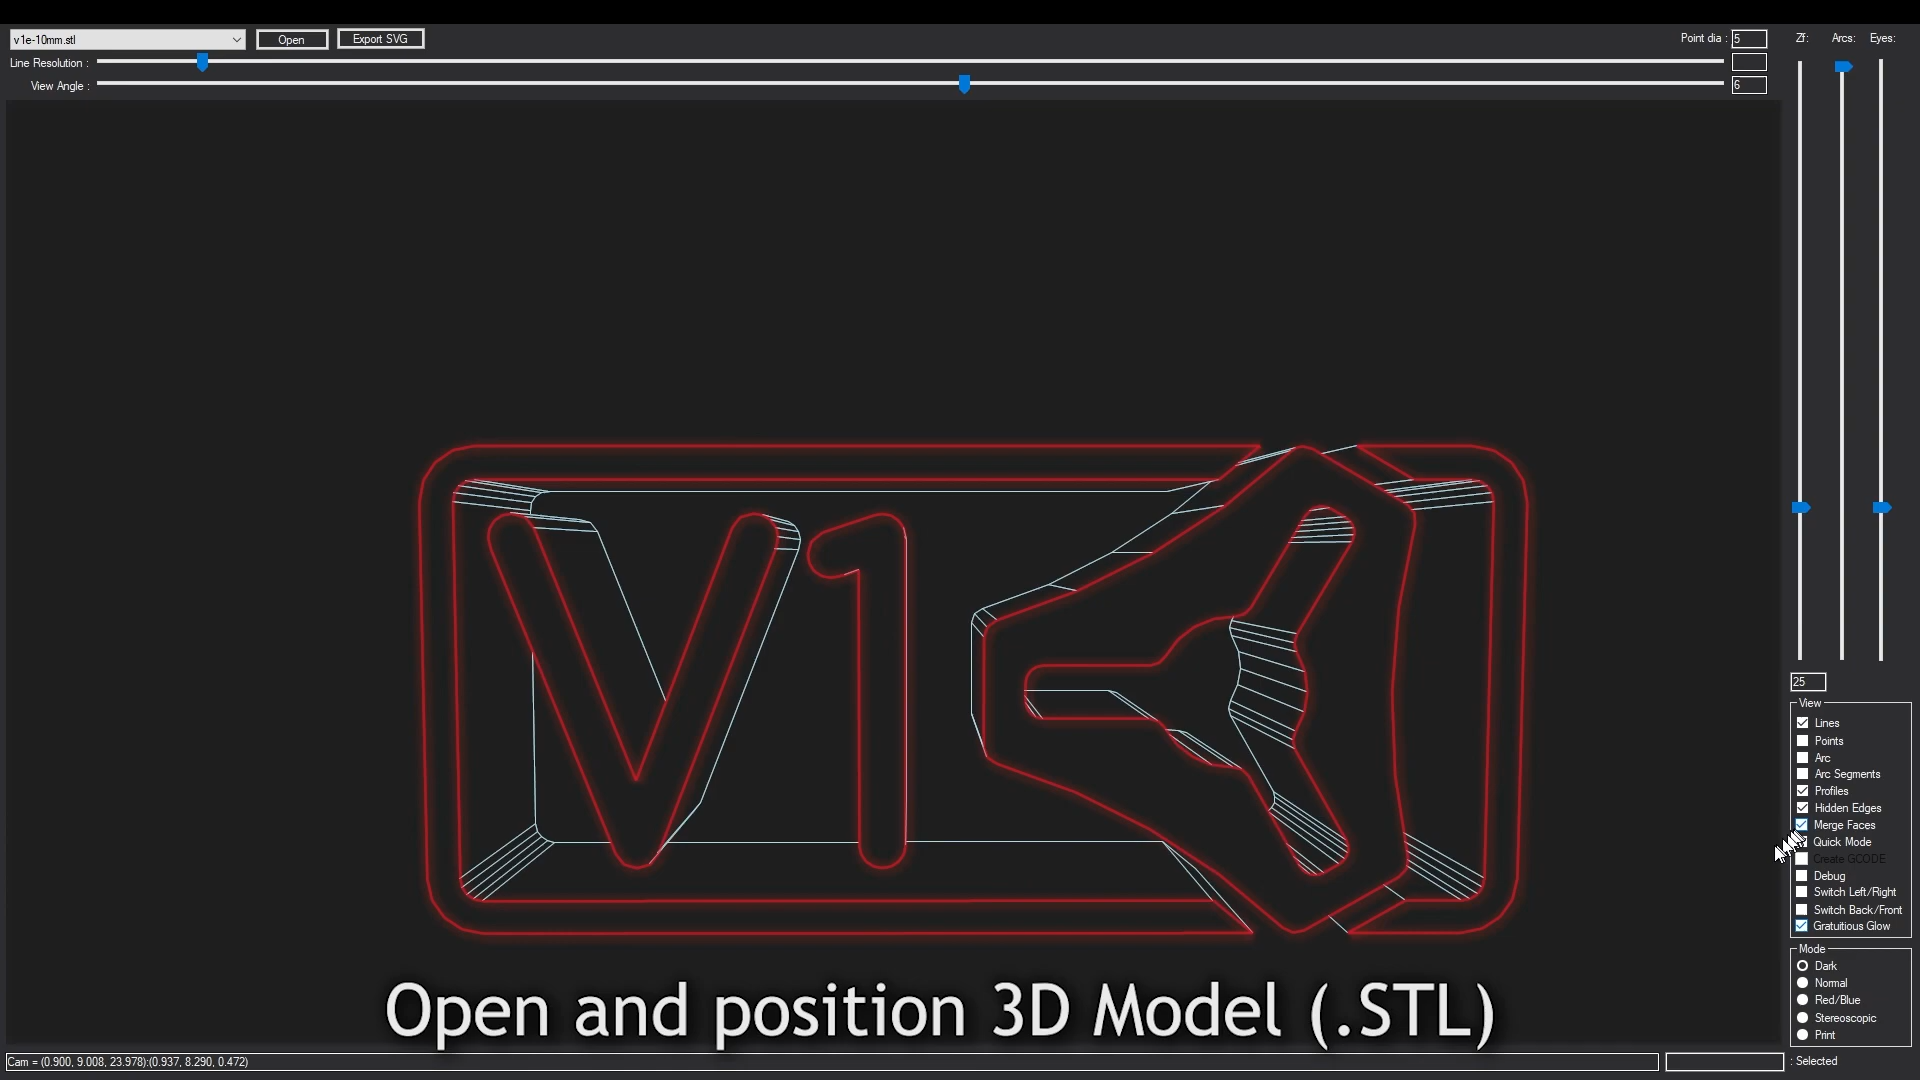 v1e-10mm.stl
Open
Export SVG
Point dia :
5
Zf:
Arcs:
Eyes:
Line Resolution :
View Angle :
6
V1
25
View
Lines
Points
Arc
Arc Segments
Profiles
Hidden Edges
Merge Faces
Quick Mode
Create GCODE
Debug
Switch Left/Right
Switch Back/Front
Gratuitious Glow
Mode
Dark
Normal
Red/Blue
Stereoscopic
Print
Open and position 3D Model (.STL)
Cam = (0.900, 9.008, 23.978):(0.937, 8.290, 0.472)
: Selected